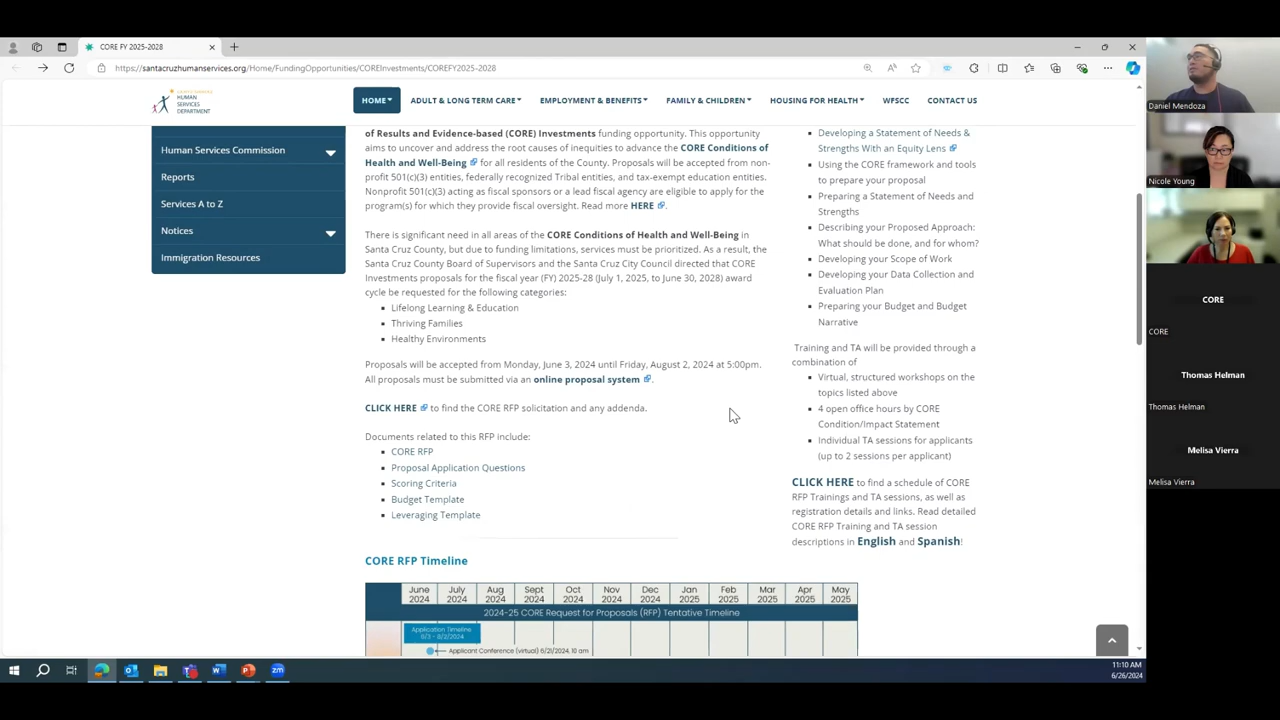 CORE FY 2025-2028
https://santacruzhumanservices.org/Home/FundingOpportunities/COREInvestments/COREFY2025-2028
HUMAN
SERVICES
DEPARTMENT
HOME
ADULT & LONG TERM CARE
EMPLOYMENT & BENEFITS
FAMILY & CHILDREN
HOUSING FOR HEALTH
WFSCC
CONTACT US
Human Services Commission
Reports
Services A to Z
Notices
Immigration Resources
of Results and Evidence-based (CORE) Investments funding opportunity. This opportunity
aims to uncover and address the root causes of inequities to advance the CORE Conditions of
Health and Well-Being for all residents of the County. Proposals will be accepted from non-
profit 501(c)(3) entities, federally recognized Tribal entities, and tax-exempt education entities.
Nonprofit 501(c)(3) acting as fiscal sponsors or a lead fiscal agency are eligible to apply for the
program(s) for which they provide fiscal oversight. Read more HERE.
There is significant need in all areas of the CORE Conditions of Health and Well-Being in
Santa Cruz County, but due to funding limitations, services must be prioritized. As a result, the
Santa Cruz County Board of Supervisors and the Santa Cruz City Council directed that CORE
Investments proposals for the fiscal year (FY) 2025-28 (July 1, 2025, to June 30, 2028) award
cycle be requested for the following categories:
Lifelong Learning & Education
Thriving Families
Healthy Environments
Proposals will be accepted from Monday, June 3, 2024 until Friday, August 2, 2024 at 5:00pm.
All proposals must be submitted via an online proposal system.
CLICK HERE to find the CORE RFP solicitation and any addenda.
Documents related to this RFP include:
CORE RFP
Proposal Application Questions
Scoring Criteria
Budget Template
Leveraging Template
CORE RFP Timeline
June 2024 July 2024 Aug 2024 Sept 2024 Oct 2024 Nov 2024 Dec 2024 Jan 2025 Feb 2025 Mar 2025 Apr 2025 May 2025
2024-25 CORE Request for Proposals (RFP) Tentative Timeline
Application Timeline
6/3 - 8/2/2024
Applicant Conference (virtual) 6/21/2024, 10 am
Developing a Statement of Needs &
Strengths With an Equity Lens
Using the CORE framework and tools
to prepare your proposal
Preparing a Statement of Needs and
Strengths
Describing your Proposed Approach:
What should be done, and for whom?
Developing your Scope of Work
Developing your Data Collection and
Evaluation Plan
Preparing your Budget and Budget
Narrative
Training and TA will be provided through a
combination of
Virtual, structured workshops on the
topics listed above
4 open office hours by CORE
Condition/Impact Statement
Individual TA sessions for applicants
(up to 2 sessions per applicant)
CLICK HERE to find a schedule of CORE
RFP Trainings and TA sessions, as well as
registration details and links. Read detailed
CORE RFP Training and TA session
descriptions in English and Spanish!
Daniel Mendoza
Nicole Young
CORE
CORE
Thomas Helman
Thomas Helman
Melisa Vierra
Melisa Vierra
11:10 AM
6/26/2024